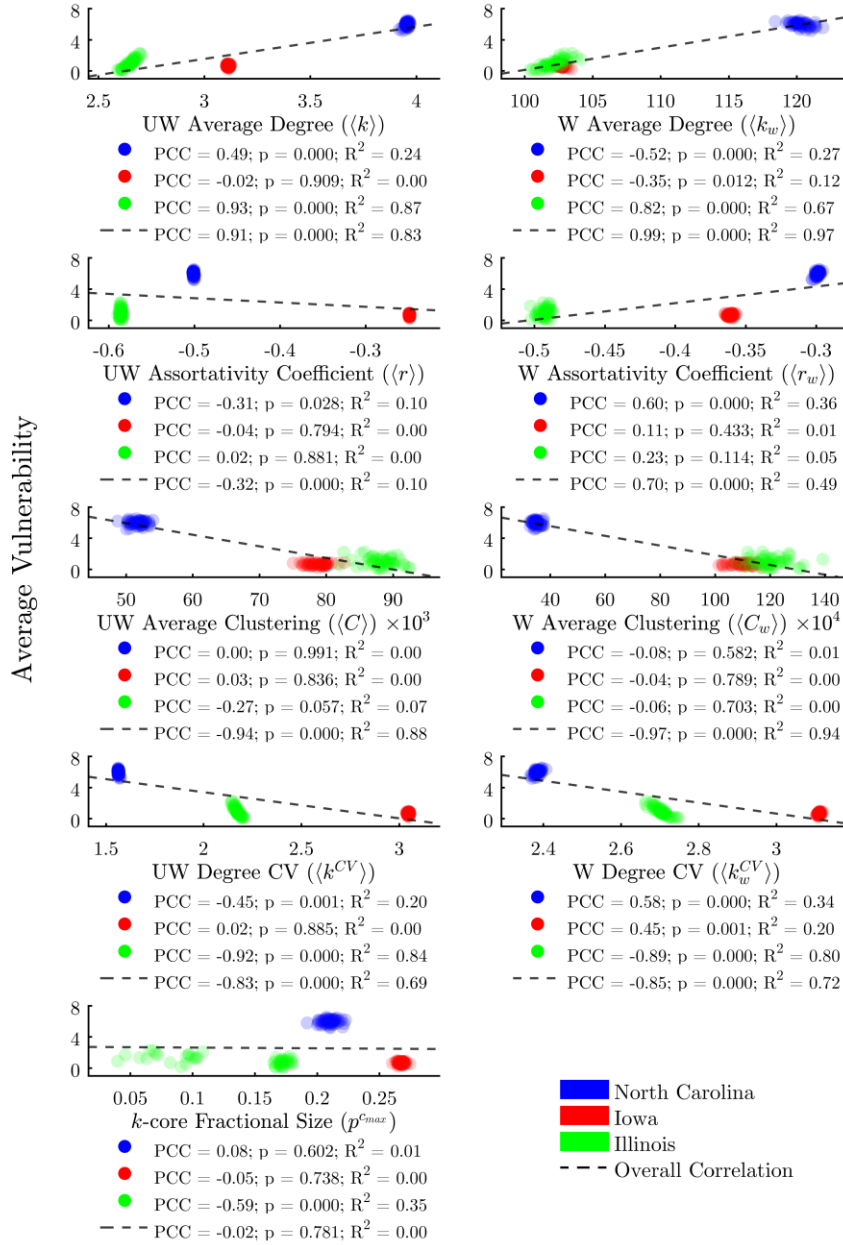 Average Vulnerability
8
4
0
2.5 3 3.5 4
UW Average Degree (⟨k⟩)
PCC = 0.49; p = 0.000; R² = 0.24
PCC = -0.02; p = 0.909; R² = 0.00
PCC = 0.93; p = 0.000; R² = 0.87
PCC = 0.91; p = 0.000; R² = 0.83
8
4
0
100 105 110 115 120
W Average Degree (⟨k_w⟩)
PCC = -0.52; p = 0.000; R² = 0.27
PCC = -0.35; p = 0.012; R² = 0.12
PCC = 0.82; p = 0.000; R² = 0.67
PCC = 0.99; p = 0.000; R² = 0.97
8
4
0
-0.6 -0.5 -0.4 -0.3
UW Assortativity Coefficient (⟨r⟩)
PCC = -0.31; p = 0.028; R² = 0.10
PCC = -0.04; p = 0.794; R² = 0.00
PCC = 0.02; p = 0.881; R² = 0.00
PCC = -0.32; p = 0.000; R² = 0.10
8
4
0
-0.5 -0.45 -0.4 -0.35 -0.3
W Assortativity Coefficient (⟨r_w⟩)
PCC = 0.60; p = 0.000; R² = 0.36
PCC = 0.11; p = 0.433; R² = 0.01
PCC = 0.23; p = 0.114; R² = 0.05
PCC = 0.70; p = 0.000; R² = 0.49
8
4
0
50 60 70 80 90
UW Average Clustering (⟨C⟩) ×10³
PCC = 0.00; p = 0.991; R² = 0.00
PCC = 0.03; p = 0.836; R² = 0.00
PCC = -0.27; p = 0.057; R² = 0.07
PCC = -0.94; p = 0.000; R² = 0.88
8
4
0
40 60 80 100 120 140
W Average Clustering (⟨C_w⟩) ×10⁴
PCC = -0.08; p = 0.582; R² = 0.01
PCC = -0.04; p = 0.789; R² = 0.00
PCC = -0.06; p = 0.703; R² = 0.00
PCC = -0.97; p = 0.000; R² = 0.94
8
4
0
1.5 2 2.5 3
UW Degree CV (⟨k^{CV}⟩)
PCC = -0.45; p = 0.001; R² = 0.20
PCC = 0.02; p = 0.885; R² = 0.00
PCC = -0.92; p = 0.000; R² = 0.84
PCC = -0.83; p = 0.000; R² = 0.69
8
4
0
2.4 2.6 2.8 3
W Degree CV (⟨k_w^{CV}⟩)
PCC = 0.58; p = 0.000; R² = 0.34
PCC = 0.45; p = 0.001; R² = 0.20
PCC = -0.89; p = 0.000; R² = 0.80
PCC = -0.85; p = 0.000; R² = 0.72
8
4
0
0.05 0.1 0.15 0.2 0.25
k-core Fractional Size (p^{c_{max}})
PCC = 0.08; p = 0.602; R² = 0.01
PCC = -0.05; p = 0.738; R² = 0.00
PCC = -0.59; p = 0.000; R² = 0.35
PCC = -0.02; p = 0.781; R² = 0.00
North Carolina
Iowa
Illinois
Overall Correlation